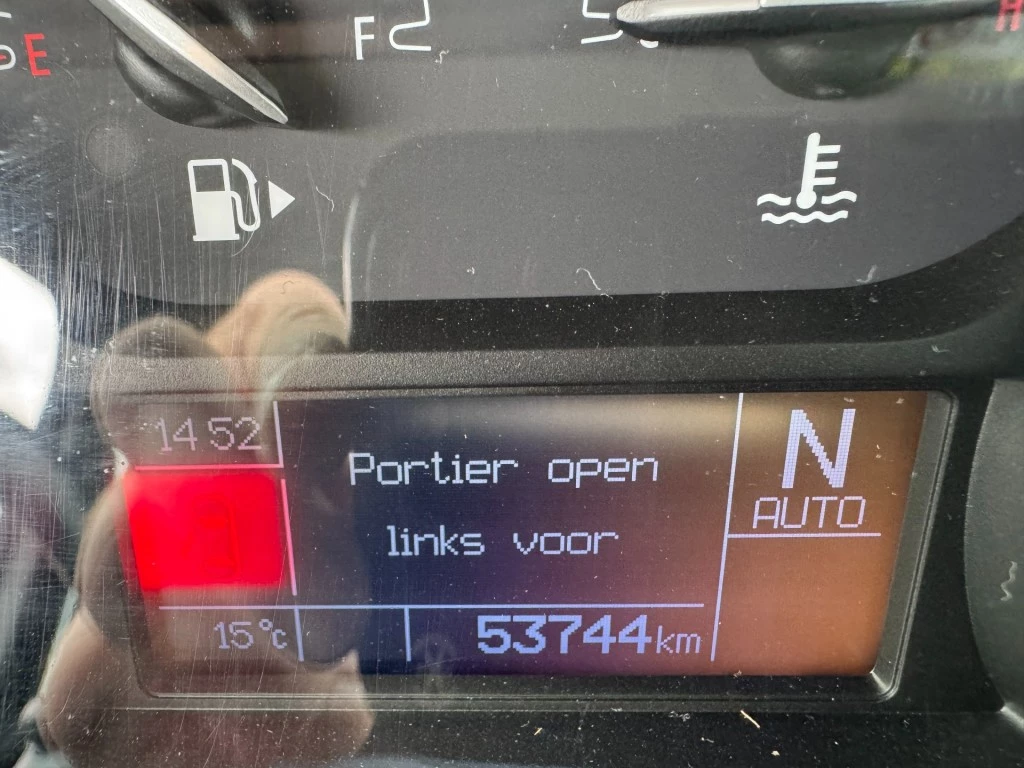 E
F
H
14 52
Portier open
links voor
N
AUTO
15°c
53744km